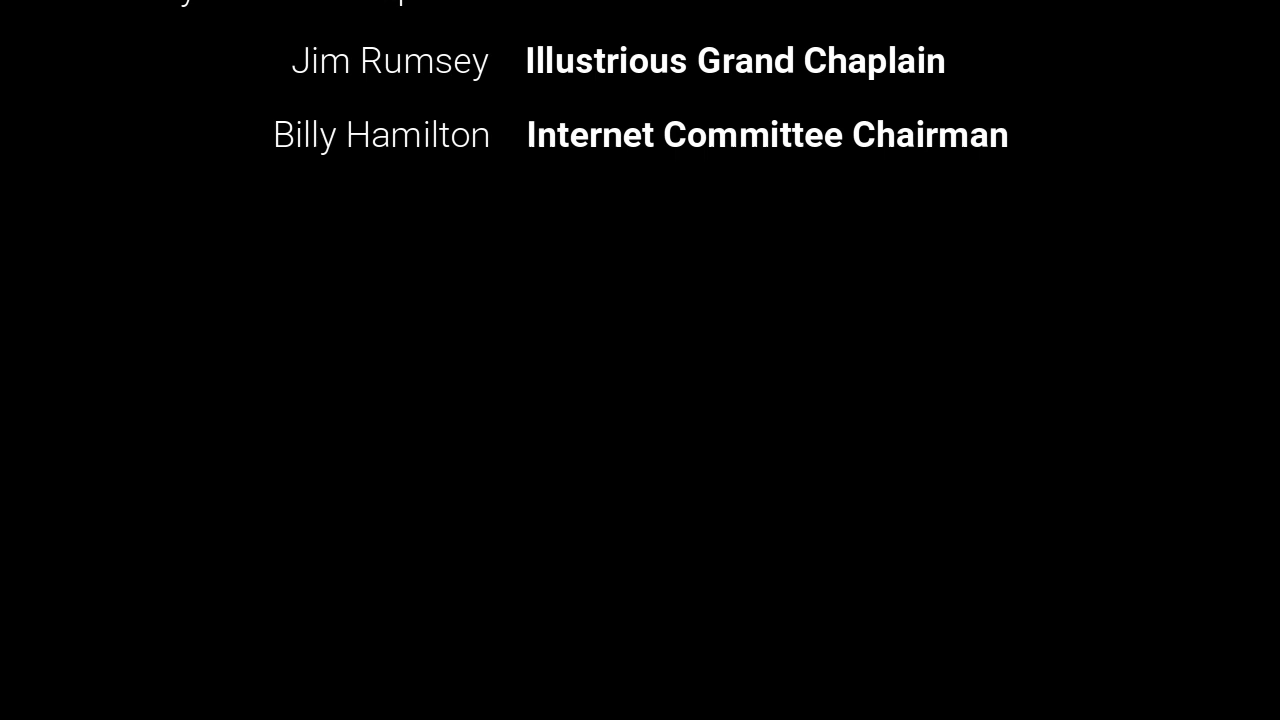 Jim Rumsey Illustrious Grand Chaplain
Billy Hamilton Internet Committee Chairman